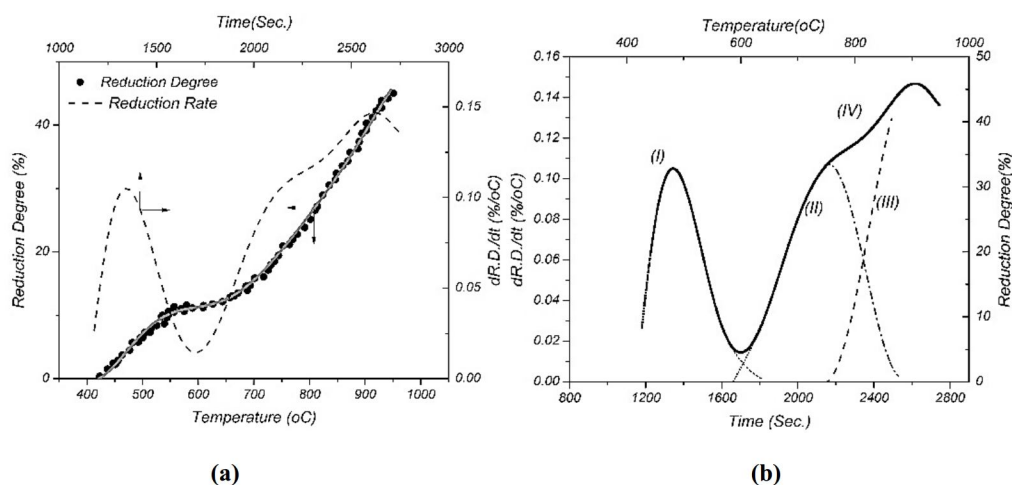 Time(Sec.)
1000 1500 2000 2500 3000
Reduction Degree
Reduction Rate
Reduction Degree (%)
40
20
0
0.15
0.10
0.05
0.00
dR.D./dt (%/oC)
400 500 600 700 800 900 1000
Temperature (oC)
(a)
Temperature(oC)
400 600 800 1000
dR.D./dt (%/oC)
0.16
0.14
0.12
0.10
0.08
0.06
0.04
0.02
0.00
(I)
(II)
(III)
(IV)
50
40
30
20
10
0
Reduction Degree(%)
800 1200 1600 2000 2400 2800
Time (Sec.)
(b)